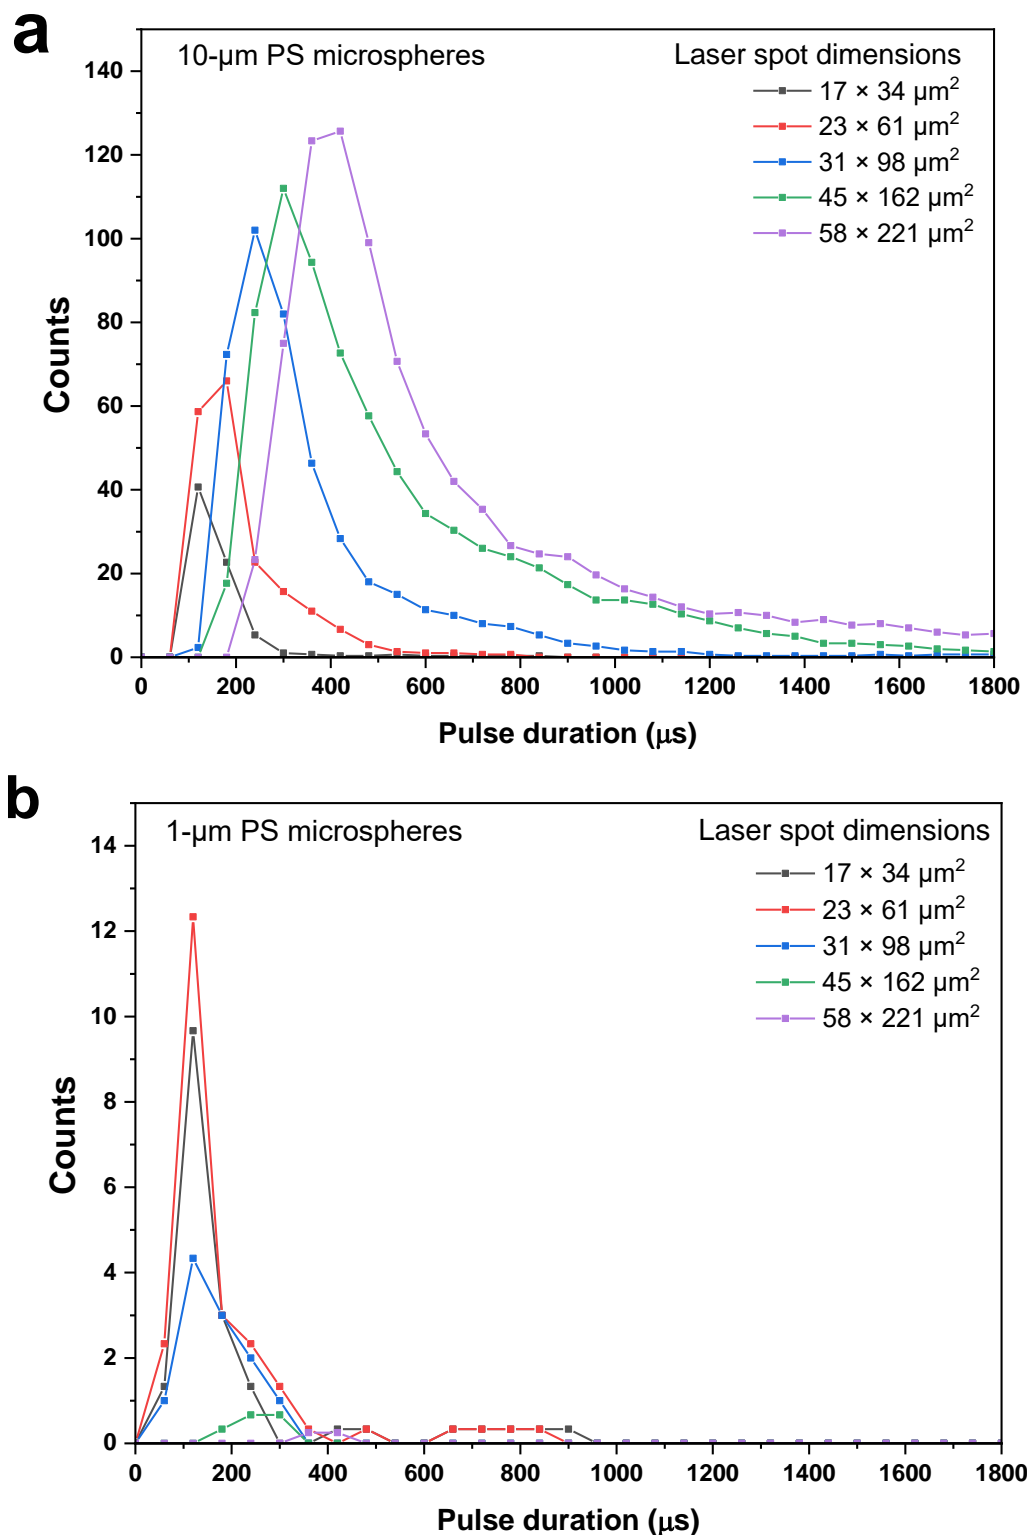 a
10-µm PS microspheres
Laser spot dimensions
17 × 34 µm²
23 × 61 µm²
31 × 98 µm²
45 × 162 µm²
58 × 221 µm²
140
120
100
80
60
40
20
0
Counts
0 200 400 600 800 1000 1200 1400 1600 1800
Pulse duration (µs)
b
1-µm PS microspheres
Laser spot dimensions
17 × 34 µm²
23 × 61 µm²
31 × 98 µm²
45 × 162 µm²
58 × 221 µm²
14
12
10
8
6
4
2
0
Counts
0 200 400 600 800 1000 1200 1400 1600 1800
Pulse duration (µs)